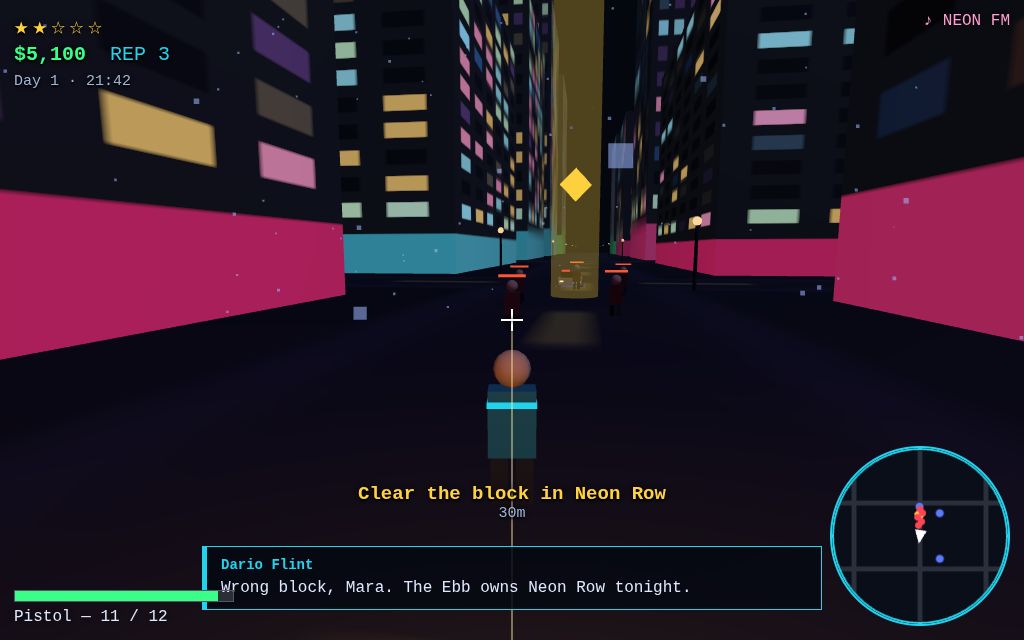 ★★☆☆☆
$5,100 REP 3
Day 1 · 21:42
♪ NEON FM
Clear the block in Neon Row
30m
Dario Flint
Wrong block, Mara. The Ebb owns Neon Row tonight.
Pistol — 11 / 12